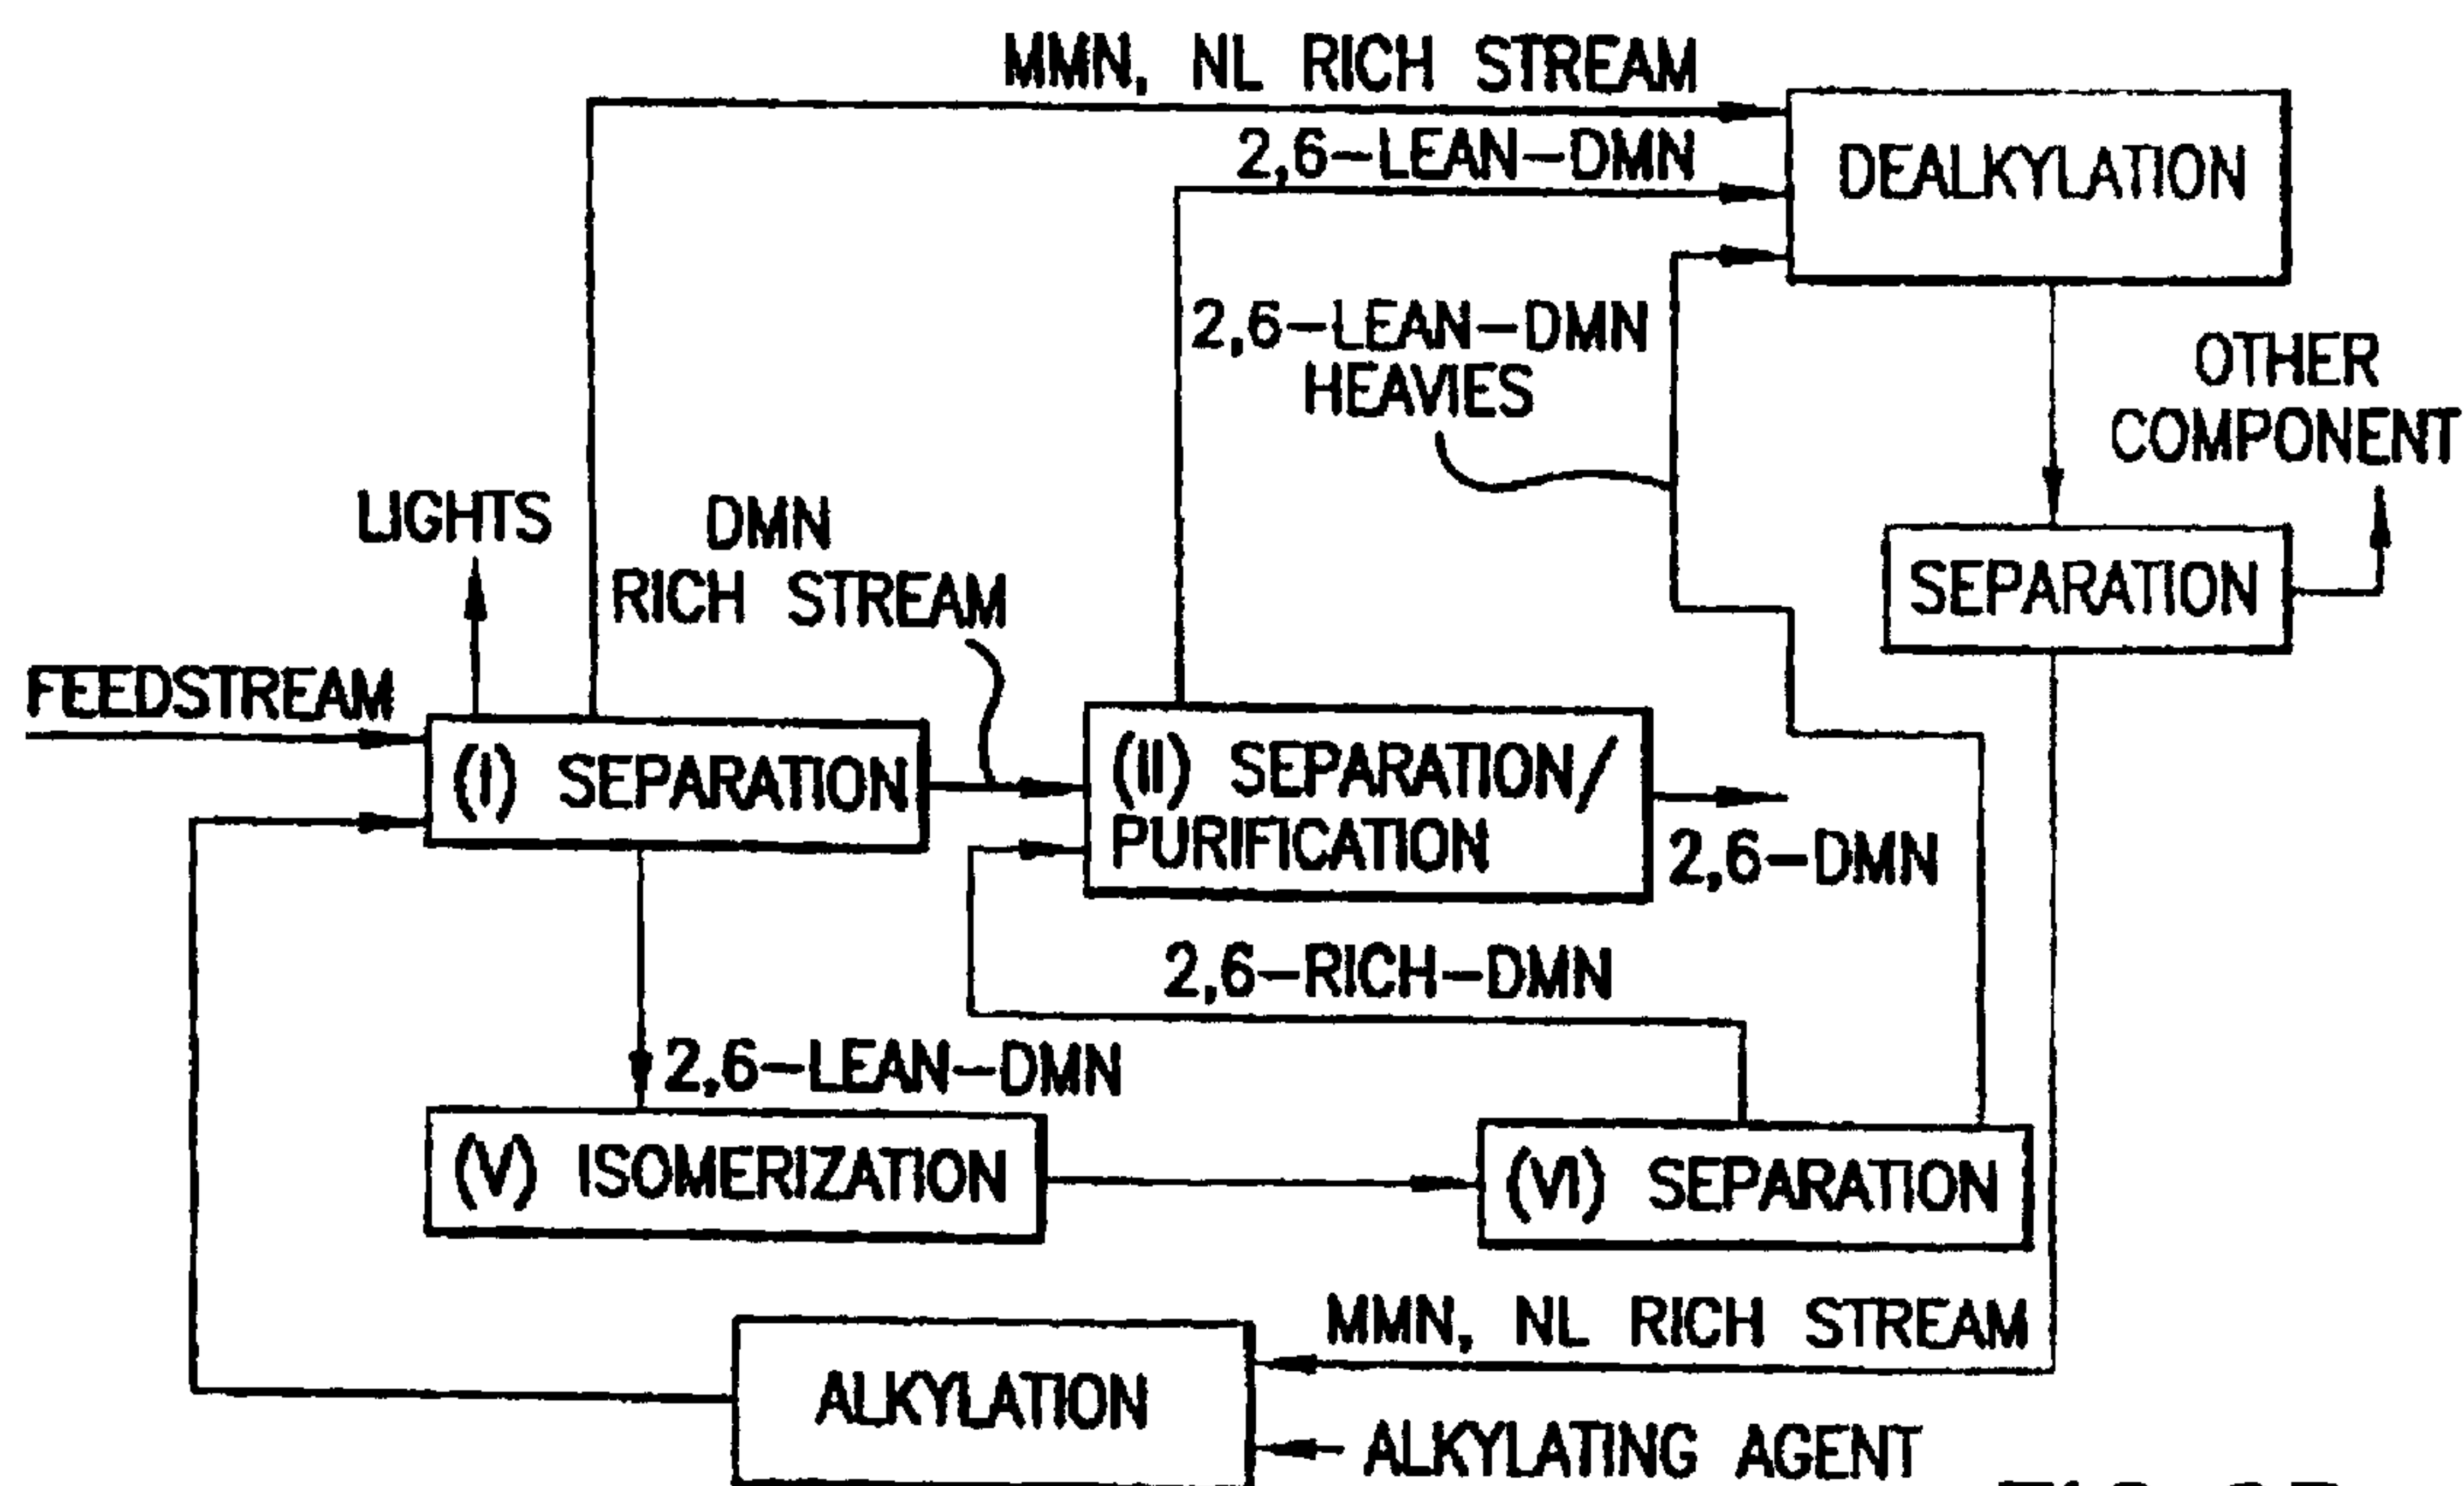 MMN, NL RICH STREAM
2,6-LEAN-DMN
DEALKYLATION
2,6-LEAN-DMN
HEAVIES
OTHER
COMPONENT
LIGHTS
DMN
RICH STREAM
SEPARATION
FEEDSTREAM
(I) SEPARATION
(II) SEPARATION/
PURIFICATION
2,6-DMN
2,6-RICH-DMN
2,6-LEAN-DMN
(V) ISOMERIZATION
(VI) SEPARATION
MMN, NL RICH STREAM
ALKYLATION
ALKYLATING AGENT